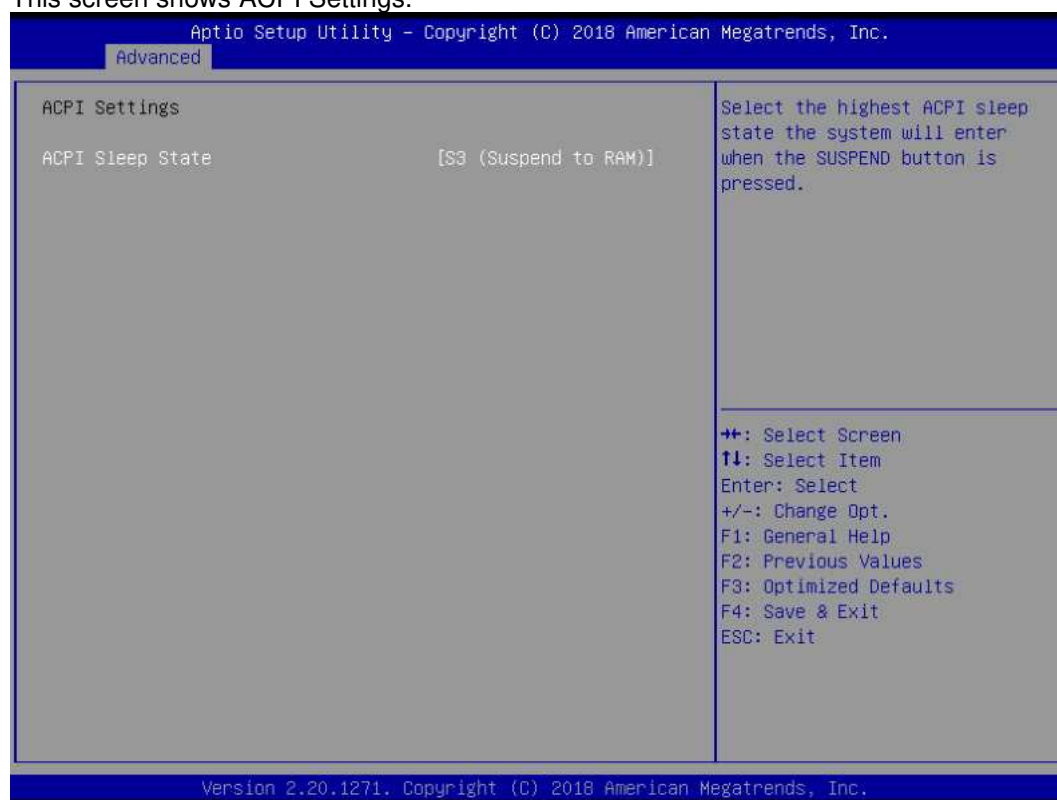 This screen shows ACPI Settings.
Aptio Setup Utility – Copyright (C) 2018 American Megatrends, Inc.
Advanced
ACPI Settings
ACPI Sleep State [S3 (Suspend to RAM)]
Select the highest ACPI sleep
state the system will enter
when the SUSPEND button is
pressed.
→←: Select Screen
↑↓: Select Item
Enter: Select
+/-: Change Opt.
F1: General Help
F2: Previous Values
F3: Optimized Defaults
F4: Save & Exit
ESC: Exit
Version 2.20.1271. Copyright (C) 2018 American Megatrends, Inc.